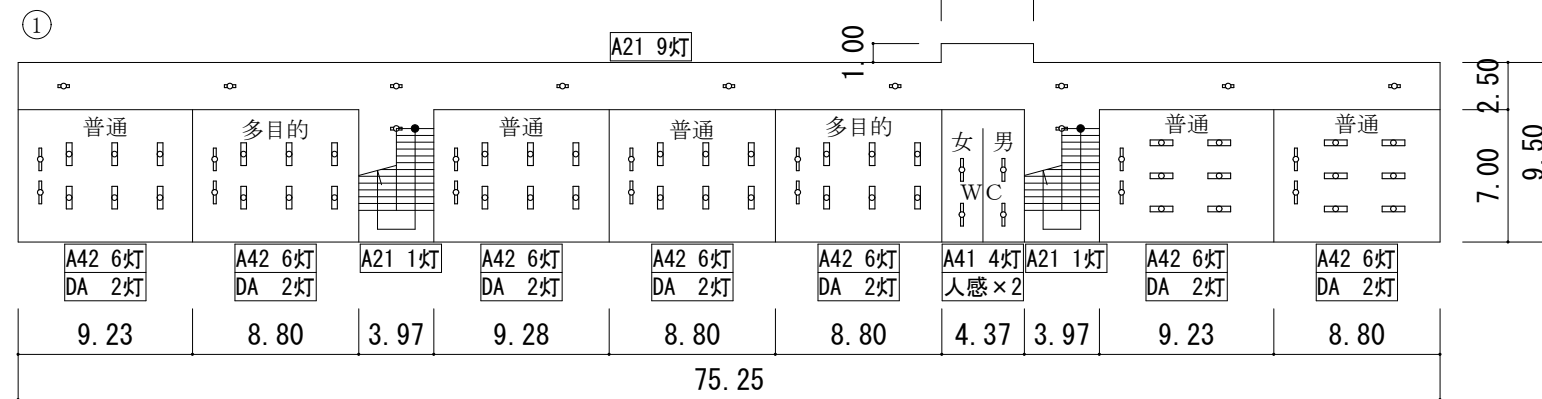 ①
A21 9灯
1.00
2.50
普通
多目的
普通
普通
多目的
女
男
WC
普通
普通
7.00
9.50
A42 6灯
DA 2灯
A42 6灯
DA 2灯
A21 1灯
A42 6灯
DA 2灯
A42 6灯
DA 2灯
A42 6灯
DA 2灯
A41 4灯
人感×2
A21 1灯
A42 6灯
DA 2灯
A42 6灯
DA 2灯
9.23
8.80
3.97
9.28
8.80
8.80
4.37
3.97
9.23
8.80
75.25